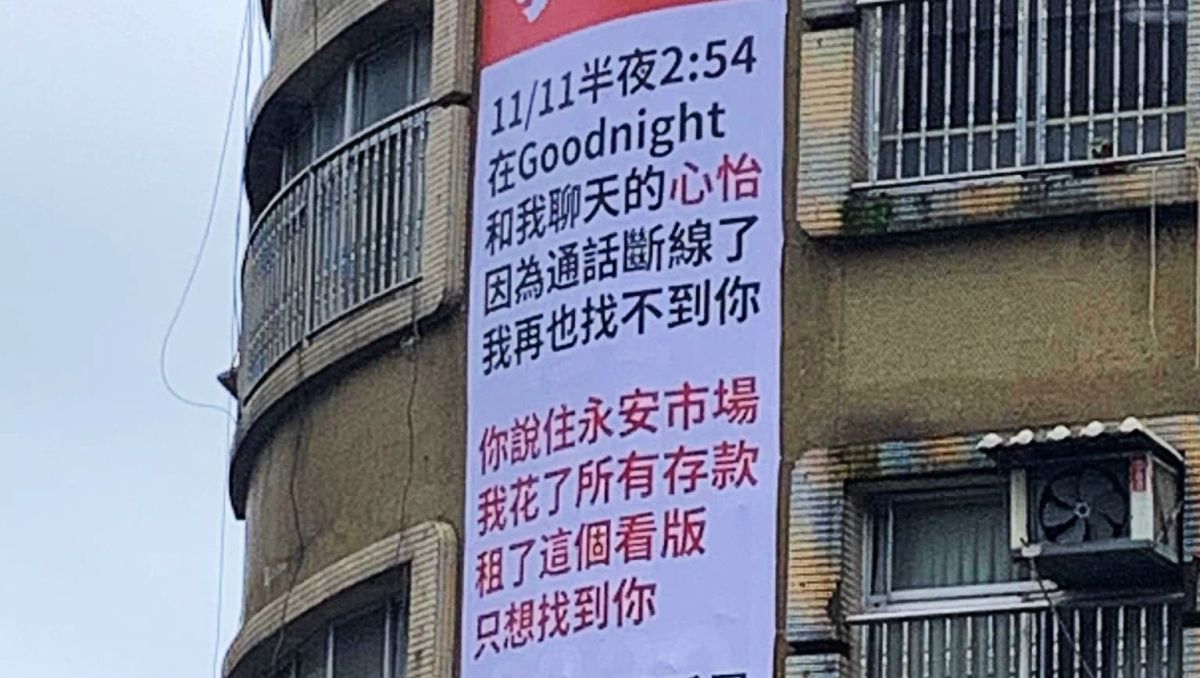 11/11半夜2:54
在Goodnight
和我聊天的心怡
因為通話斷線了
我再也找不到你
你說住永安市場
我花了所有存款
租了這個看版
只想找到你